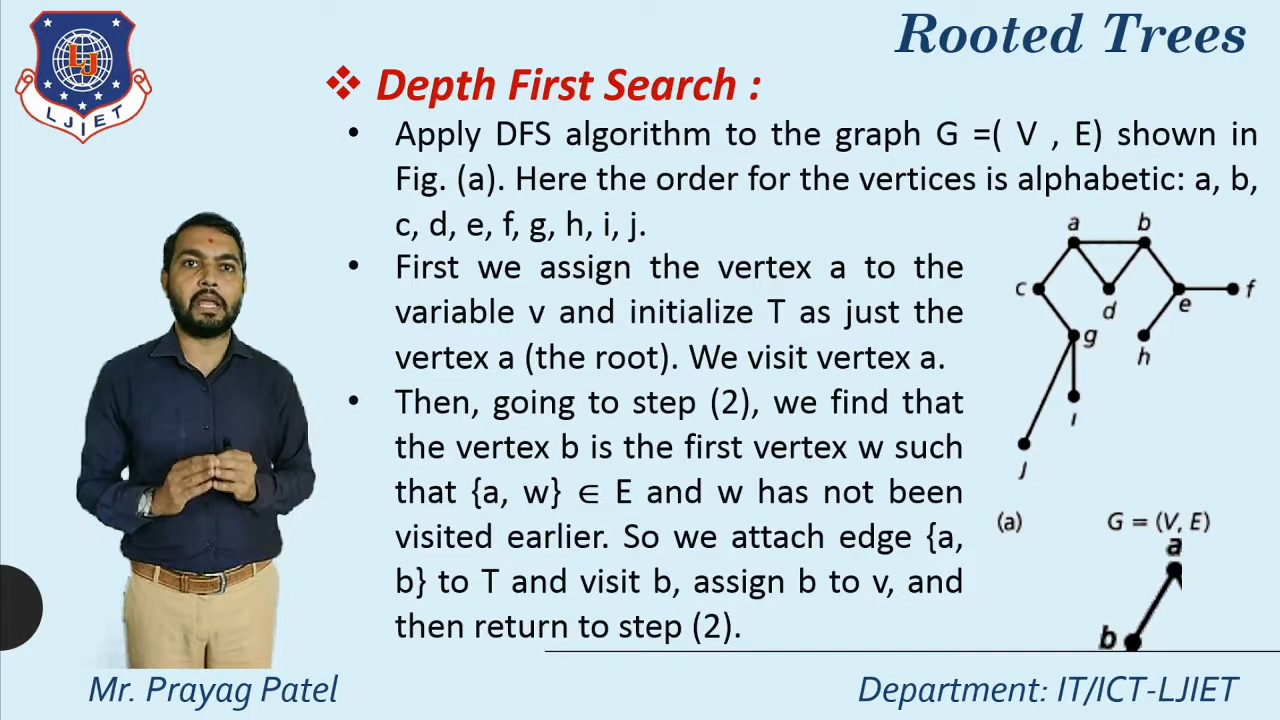 LJ
LJIET
Rooted Trees
❖ Depth First Search :
• Apply DFS algorithm to the graph G =( V , E) shown in
Fig. (a). Here the order for the vertices is alphabetic: a, b,
c, d, e, f, g, h, i, j.
• First we assign the vertex a to the
variable v and initialize T as just the
vertex a (the root). We visit vertex a.
• Then, going to step (2), we find that
the vertex b is the first vertex w such
that {a, w} ∈ E and w has not been
visited earlier. So we attach edge {a,
b} to T and visit b, assign b to v, and
then return to step (2).
a b
c d e f
g h
i
j
(a) G = (V, E)
a
b
Mr. Prayag Patel
Department: IT/ICT-LJIET